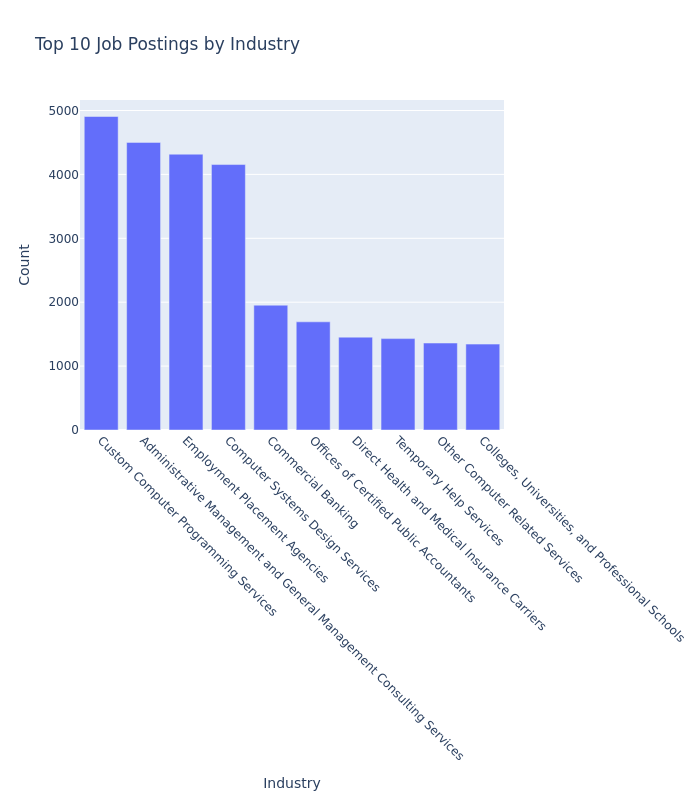 Top 10 Job Postings by Industry
Count
5000
4000
3000
2000
1000
0
Custom Computer Programming Services
Administrative Management and General Management Consulting Services
Employment Placement Agencies
Computer Systems Design Services
Commercial Banking
Offices of Certified Public Accountants
Direct Health and Medical Insurance Carriers
Temporary Help Services
Other Computer Related Services
Colleges, Universities, and Professional Schools
Industry